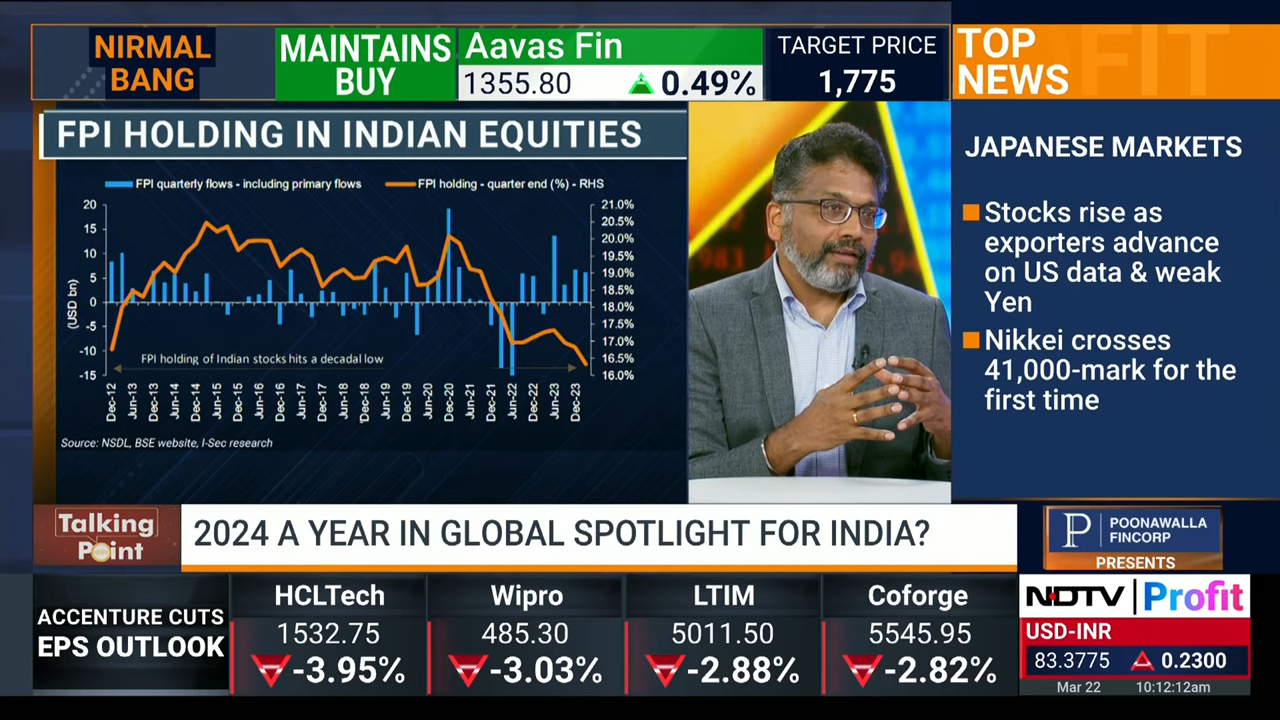 NIRMAL
BANG
MAINTAINS
BUY
Aavas Fin
1355.80 0.49%
TARGET PRICE
1,775
TOP
NEWS
FPI HOLDING IN INDIAN EQUITIES
FPI quarterly flows - including primary flows
FPI holding - quarter end (%) - RHS
(USD bn)
20
15
10
5
0
-5
-10
-15
21.0%
20.5%
20.0%
19.5%
19.0%
18.5%
18.0%
17.5%
17.0%
16.5%
16.0%
FPI holding of Indian stocks hits a decadal low
Dec-12
Jun-13
Dec-13
Jun-14
Dec-14
Jun-15
Dec-15
Jun-16
Dec-16
Jun-17
Dec-17
Jun-18
Dec-18
Jun-19
Dec-19
Jun-20
Dec-20
Jun-21
Dec-21
Jun-22
Dec-22
Jun-23
Dec-23
Source: NSDL, BSE website, I-Sec research
JAPANESE MARKETS
Stocks rise as
exporters advance
on US data & weak
Yen
Nikkei crosses
41,000-mark for the
first time
Talking
Point
2024 A YEAR IN GLOBAL SPOTLIGHT FOR INDIA?
POONAWALLA
FINCORP
PRESENTS
ACCENTURE CUTS
EPS OUTLOOK
HCLTech
1532.75
-3.95%
Wipro
485.30
-3.03%
LTIM
5011.50
-2.88%
Coforge
5545.95
-2.82%
NDTV Profit
USD-INR
83.3775 0.2300
Mar 22 10:12:12am